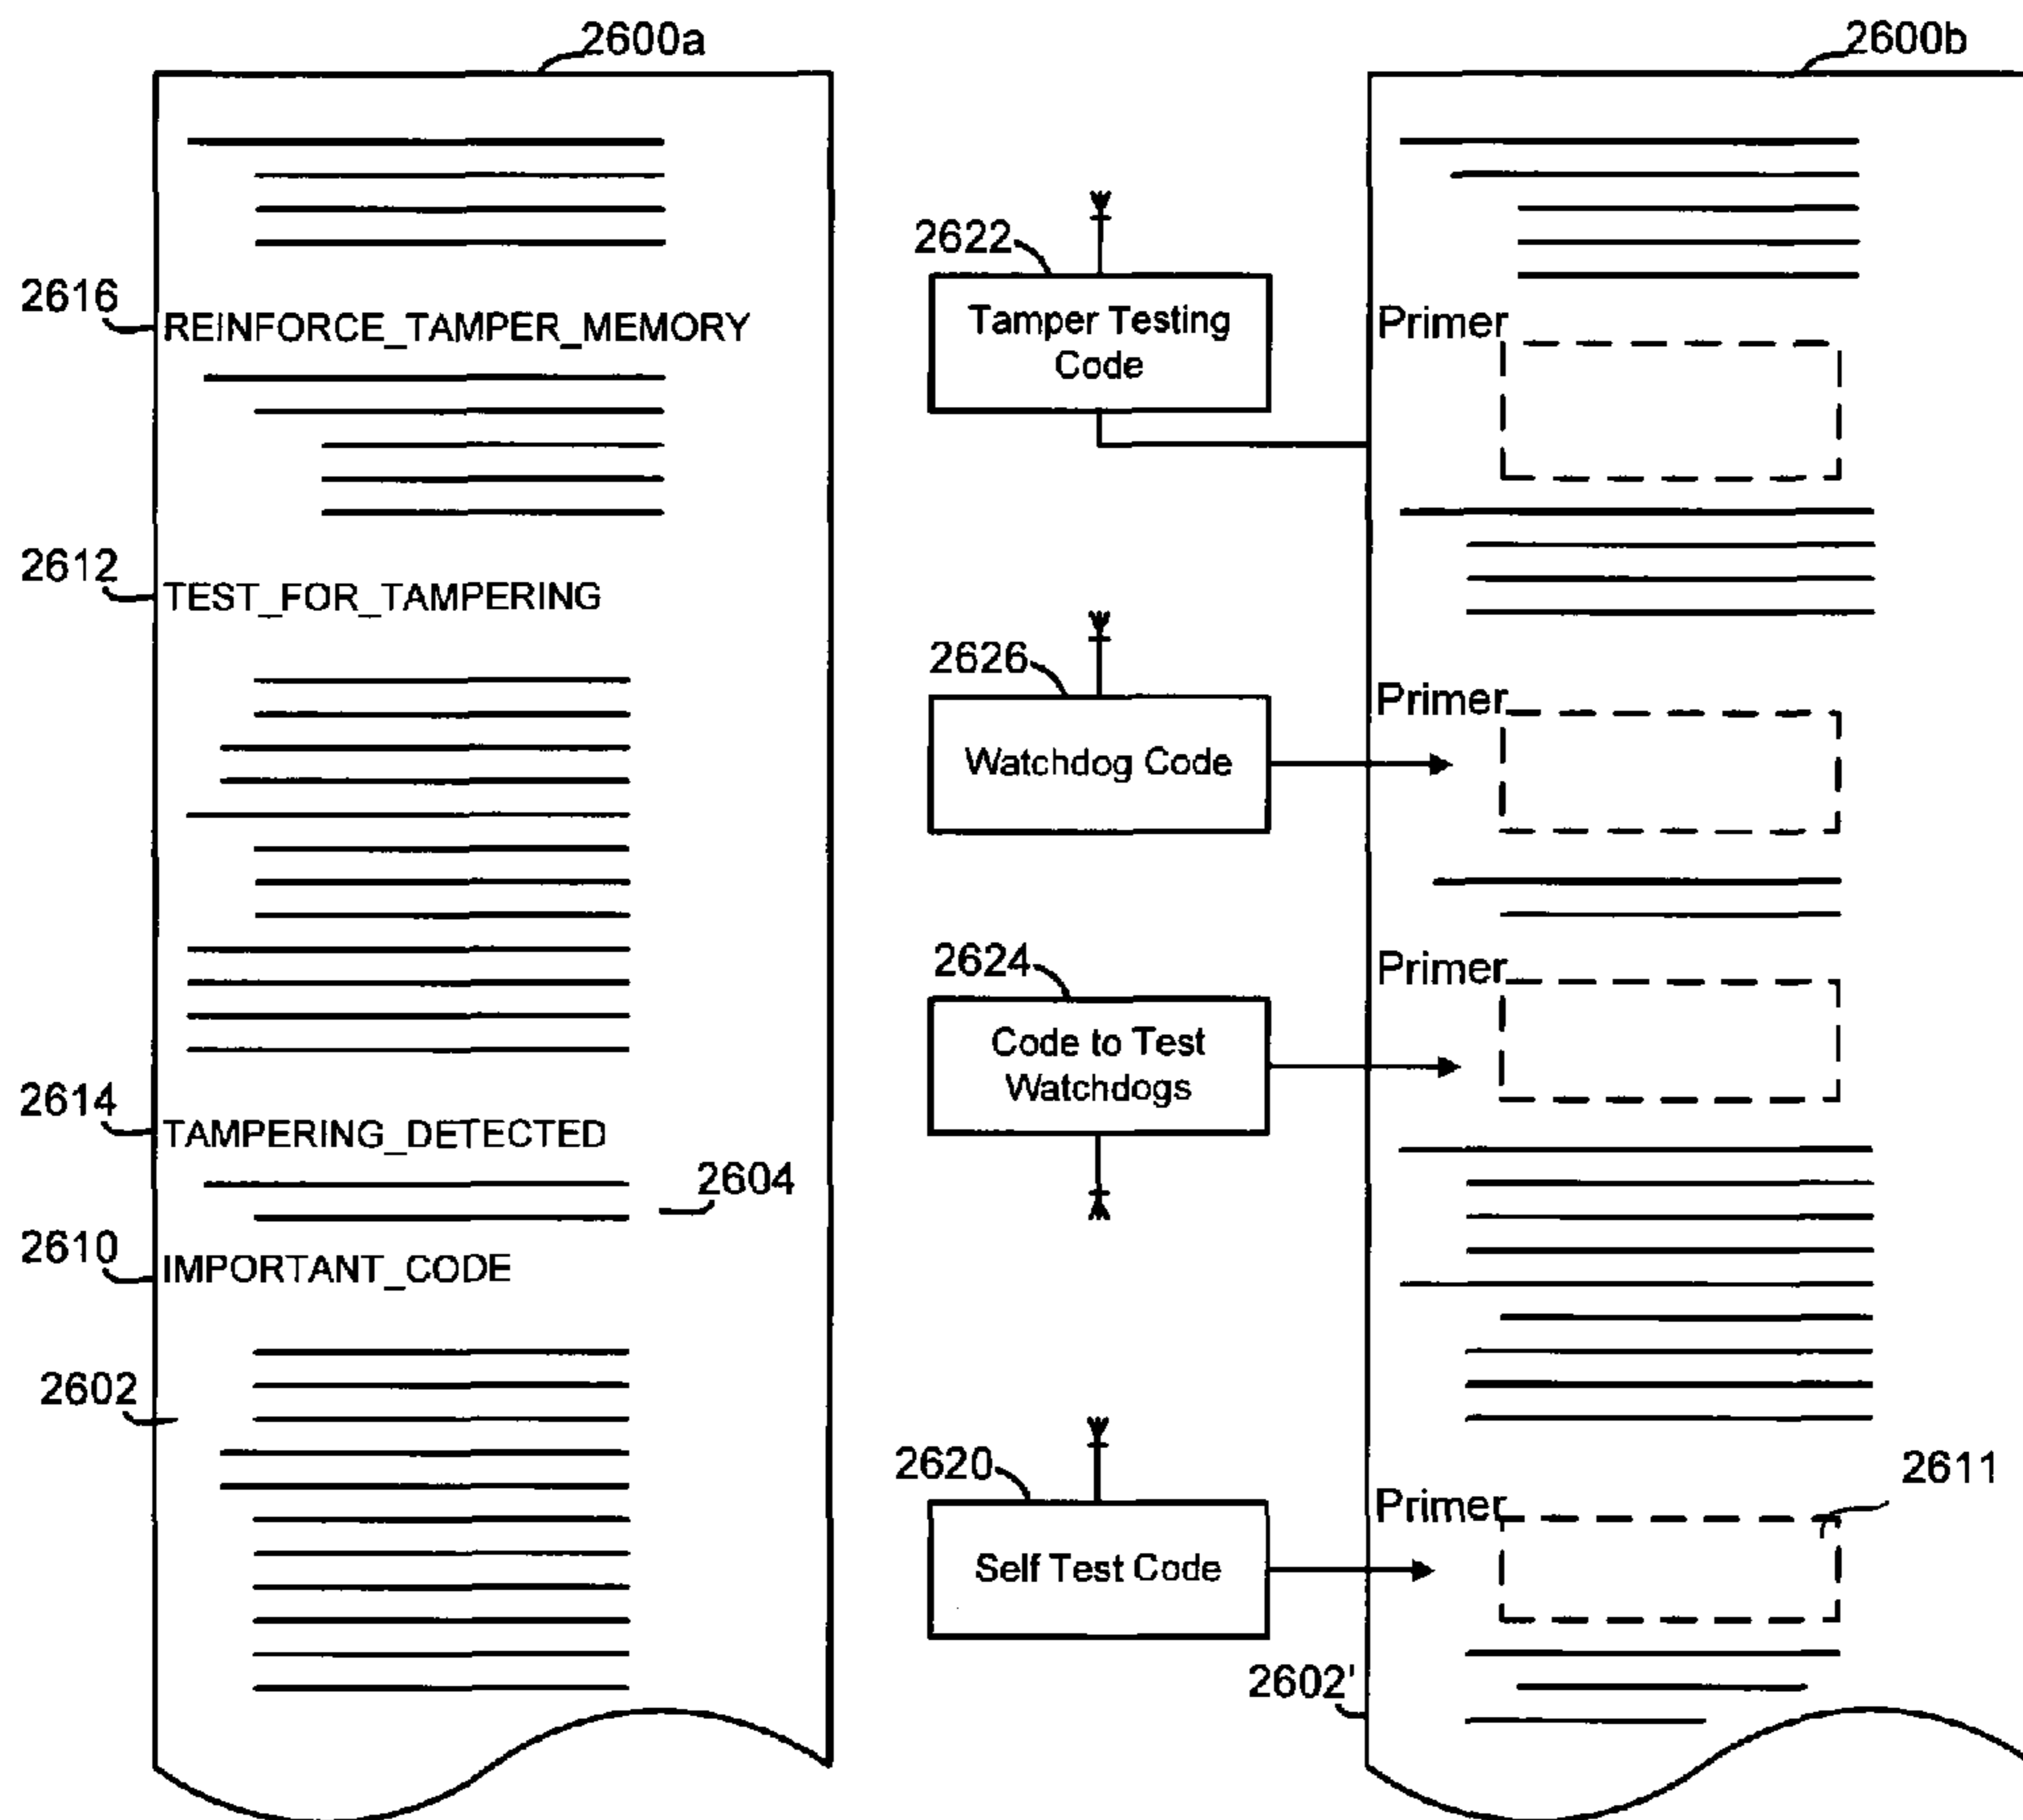 2600a
2616
REINFORCE_TAMPER_MEMORY
2612
TEST_FOR_TAMPERING
2614
TAMPERING_DETECTED
2604
2610
IMPORTANT_CODE
2602
2622
Tamper Testing
Code
2626
Watchdog Code
2624
Code to Test
Watchdogs
2620
Self Test Code
2602'
2600b
Primer
Primer
Primer
2611
Primer